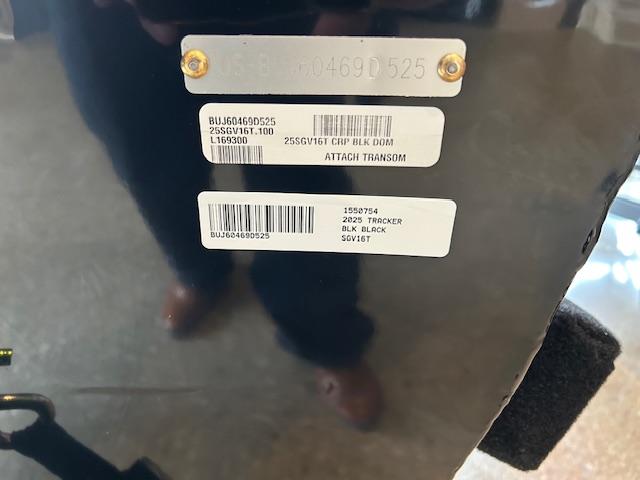 US-BUJ60469D525
BUJ60469D525
25SGV16T.100
L169300
25SGV16T CRP BLK DOM
ATTACH TRANSOM
1550754
2025 TRACKER
BLK BLACK
SGV16T
BUJ60469D525